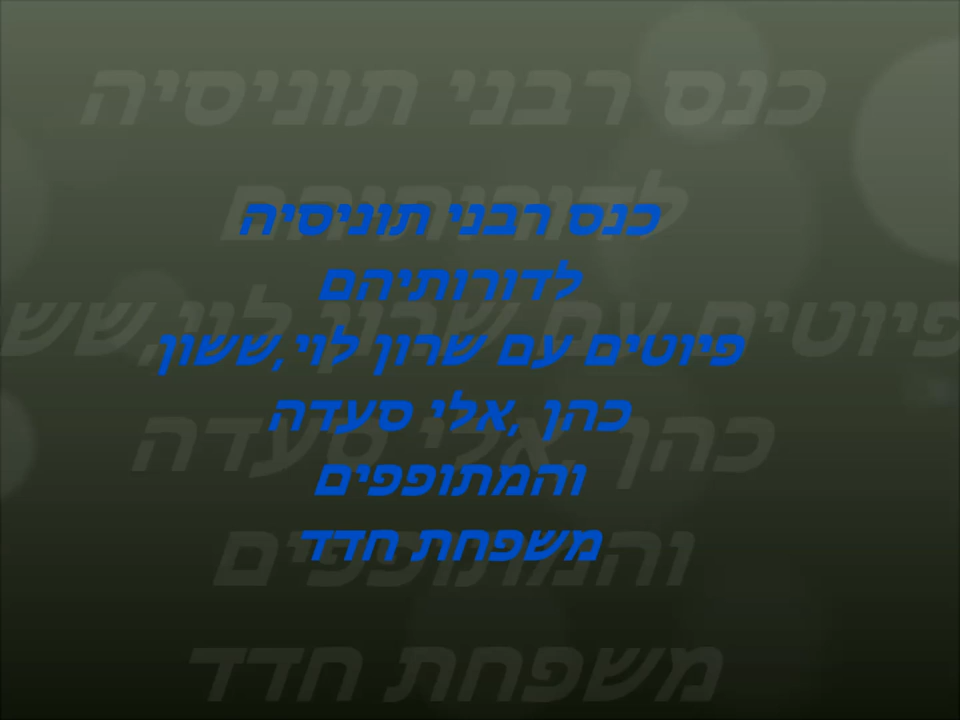 כנס רבני תוניסיה
לדורותיהם
פיוטים עם שרון לוי,ששון
כהן ,אלי סעדה
והמתופפים
משפחת חדד